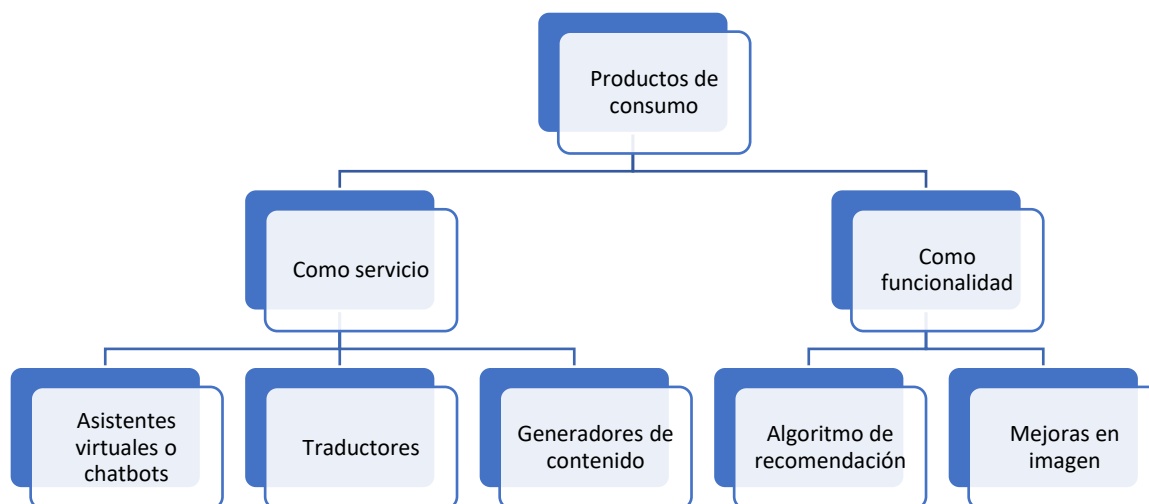 Productos de
consumo
Como servicio
Como
funcionalidad
Asistentes
virtuales o
chatbots
Traductores
Generadores de
contenido
Algoritmo de
recomendación
Mejoras en
imagen